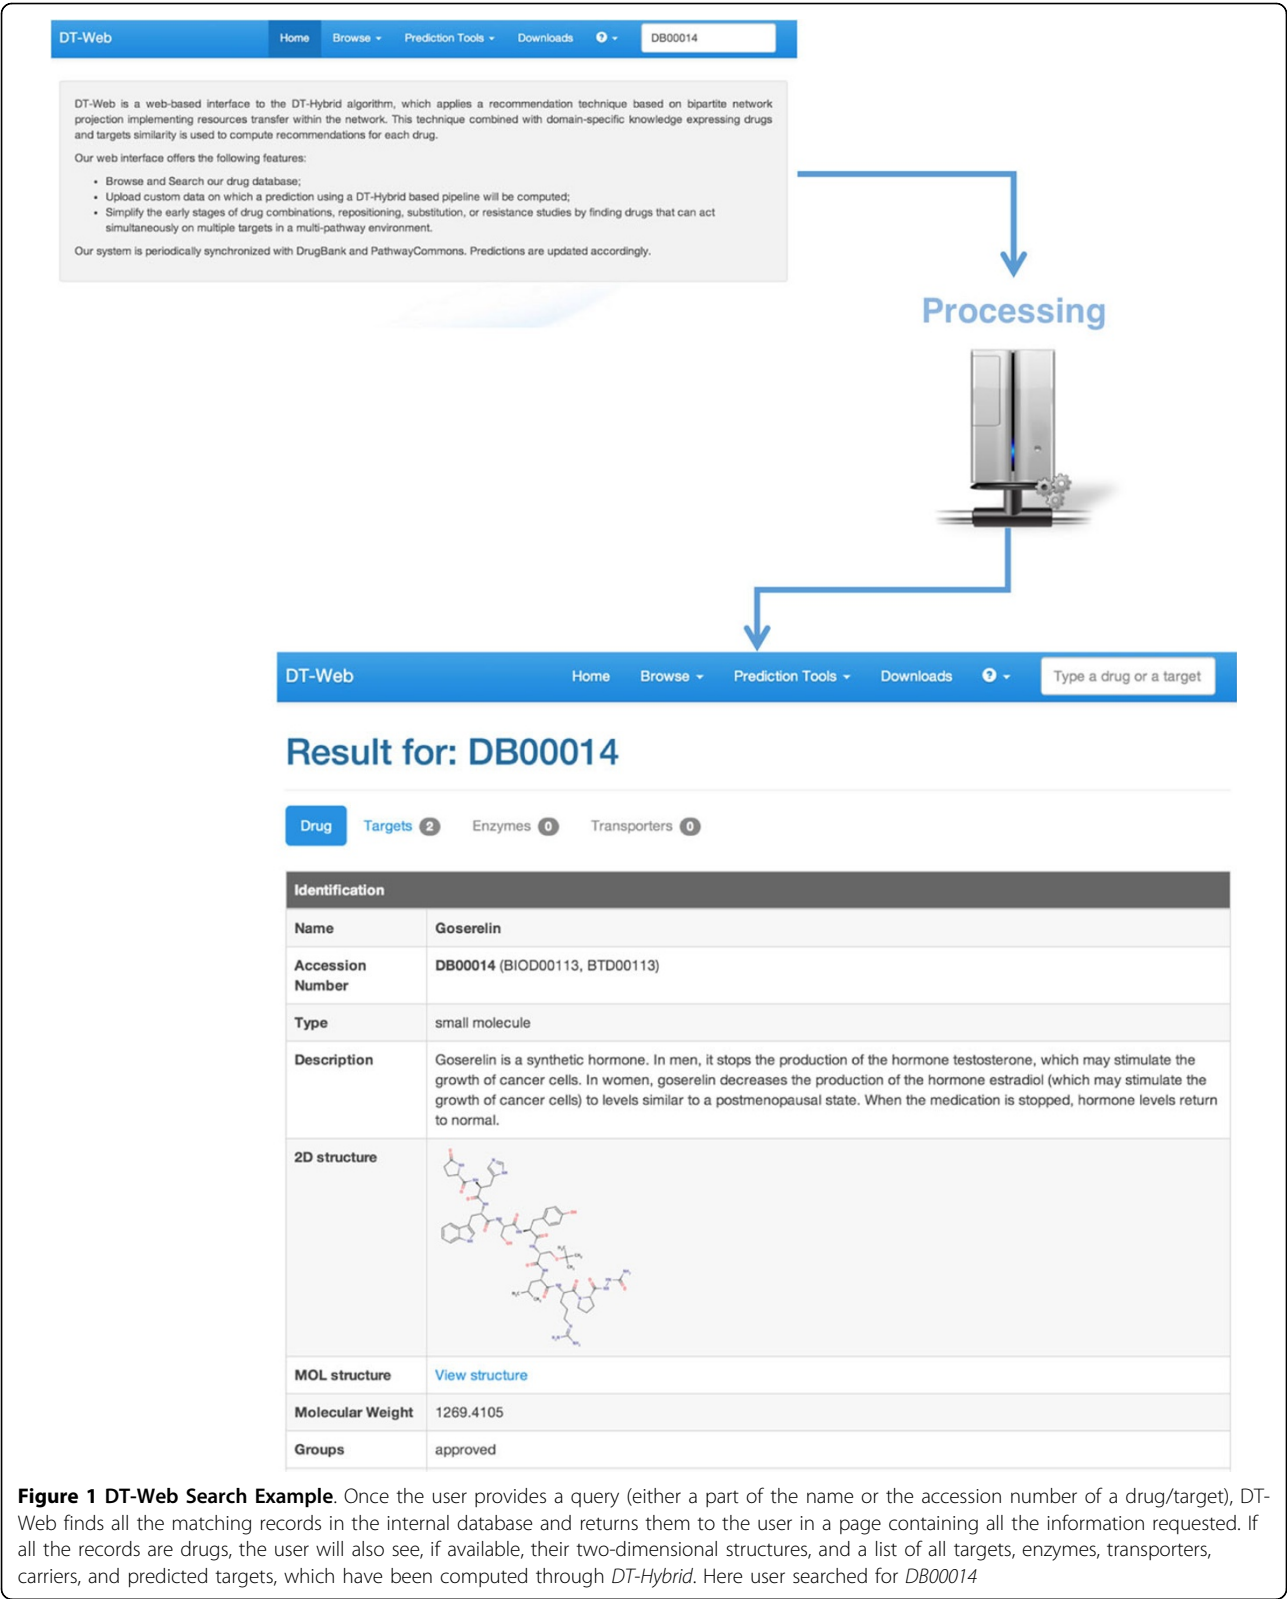 DT-Web
Home Browse Prediction Tools Downloads ? DB00014
DT-Web is a web-based interface to the DT-Hybrid algorithm, which applies a recommendation technique based on bipartite network
projection implementing resources transfer within the network. This technique combined with domain-specific knowledge expressing drugs
and targets similarity is used to compute recommendations for each drug.
Our web interface offers the following features:
• Browse and Search our drug database;
• Upload custom data on which a prediction using a DT-Hybrid based pipeline will be computed;
• Simplify the early stages of drug combinations, repositioning, substitution, or resistance studies by finding drugs that can act
simultaneously on multiple targets in a multi-pathway environment.
Our system is periodically synchronized with DrugBank and PathwayCommons. Predictions are updated accordingly.
Processing
DT-Web
Home Browse Prediction Tools Downloads ? Type a drug or a target
Result for: DB00014
Drug Targets 2 Enzymes 0 Transporters 0
Identification
Name Goserelin
Accession
Number
DB00014 (BIOD00113, BTD00113)
Type small molecule
Description
Goserelin is a synthetic hormone. In men, it stops the production of the hormone testosterone, which may stimulate the
growth of cancer cells. In women, goserelin decreases the production of the hormone estradiol (which may stimulate the
growth of cancer cells) to levels similar to a postmenopausal state. When the medication is stopped, hormone levels return
to normal.
2D structure
MOL structure View structure
Molecular Weight 1269.4105
Groups approved
Figure 1 DT-Web Search Example. Once the user provides a query (either a part of the name or the accession number of a drug/target), DT-
Web finds all the matching records in the internal database and returns them to the user in a page containing all the information requested. If
all the records are drugs, the user will also see, if available, their two-dimensional structures, and a list of all targets, enzymes, transporters,
carriers, and predicted targets, which have been computed through DT-Hybrid. Here user searched for DB00014